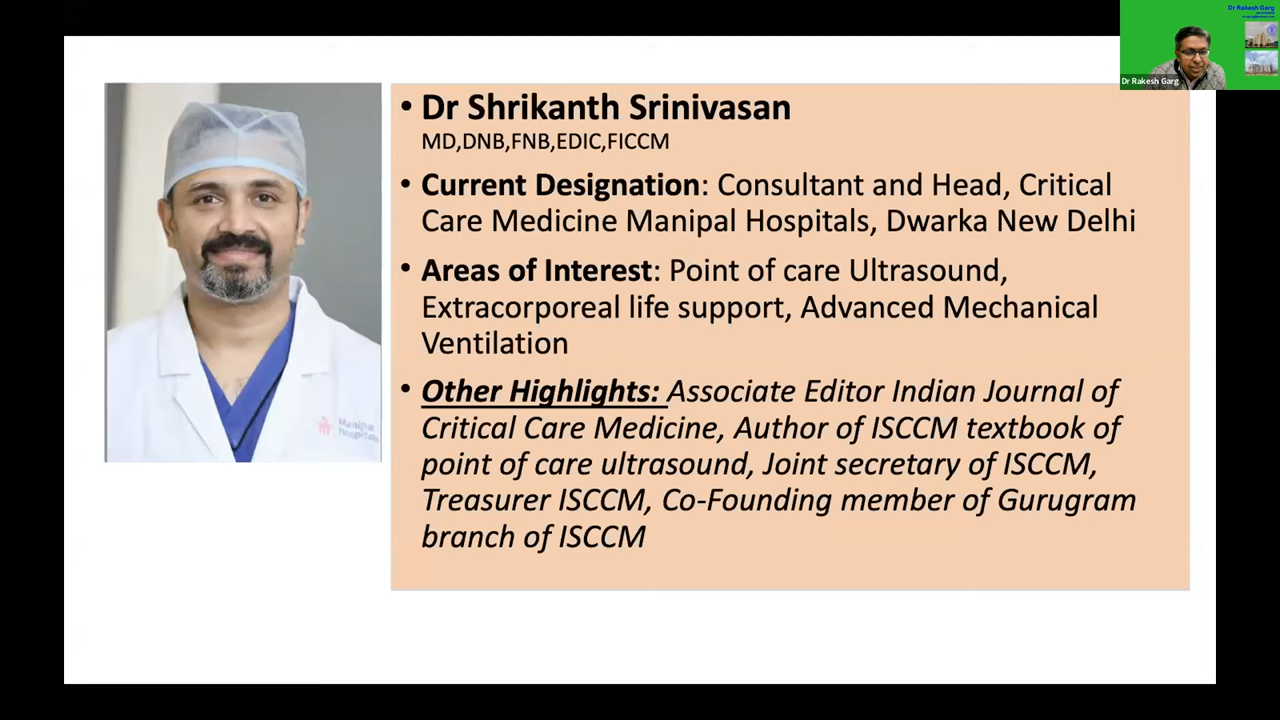 • Dr Shrikanth Srinivasan
MD,DNB,FNB,EDIC,FICCM
• Current Designation: Consultant and Head, Critical
Care Medicine Manipal Hospitals, Dwarka New Delhi
• Areas of Interest: Point of care Ultrasound,
Extracorporeal life support, Advanced Mechanical
Ventilation
• Other Highlights: Associate Editor Indian Journal of
Critical Care Medicine, Author of ISCCM textbook of
point of care ultrasound, Joint secretary of ISCCM,
Treasurer ISCCM, Co-Founding member of Gurugram
branch of ISCCM
Manipa
Hospitals
Dr Rakesh Garg
Dr Rakesh Garg